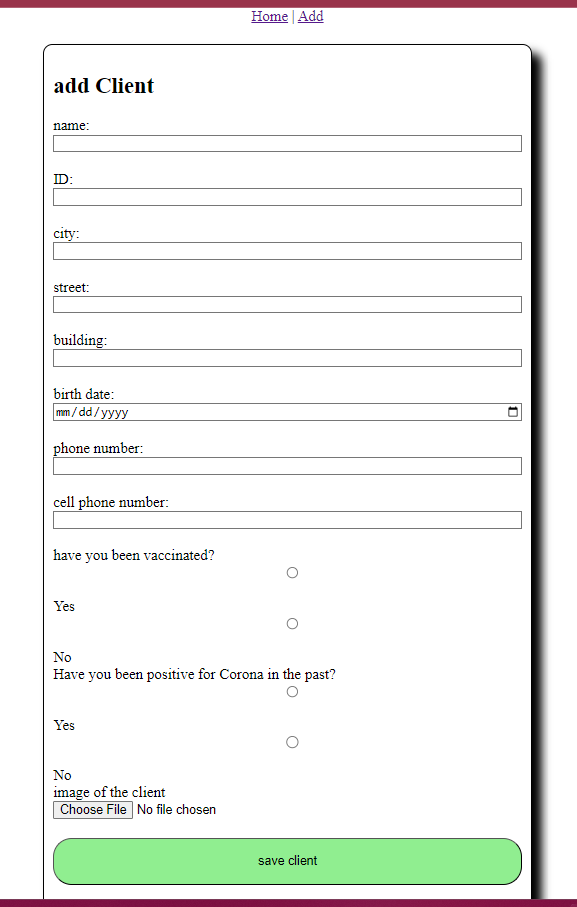 Home | Add
add Client
name:
ID:
city:
street:
building:
birth date:
mm/dd/yyyy
phone number:
cell phone number:
have you been vaccinated?
Yes
No
Have you been positive for Corona in the past?
Yes
No
image of the client
Choose File No file chosen
save client